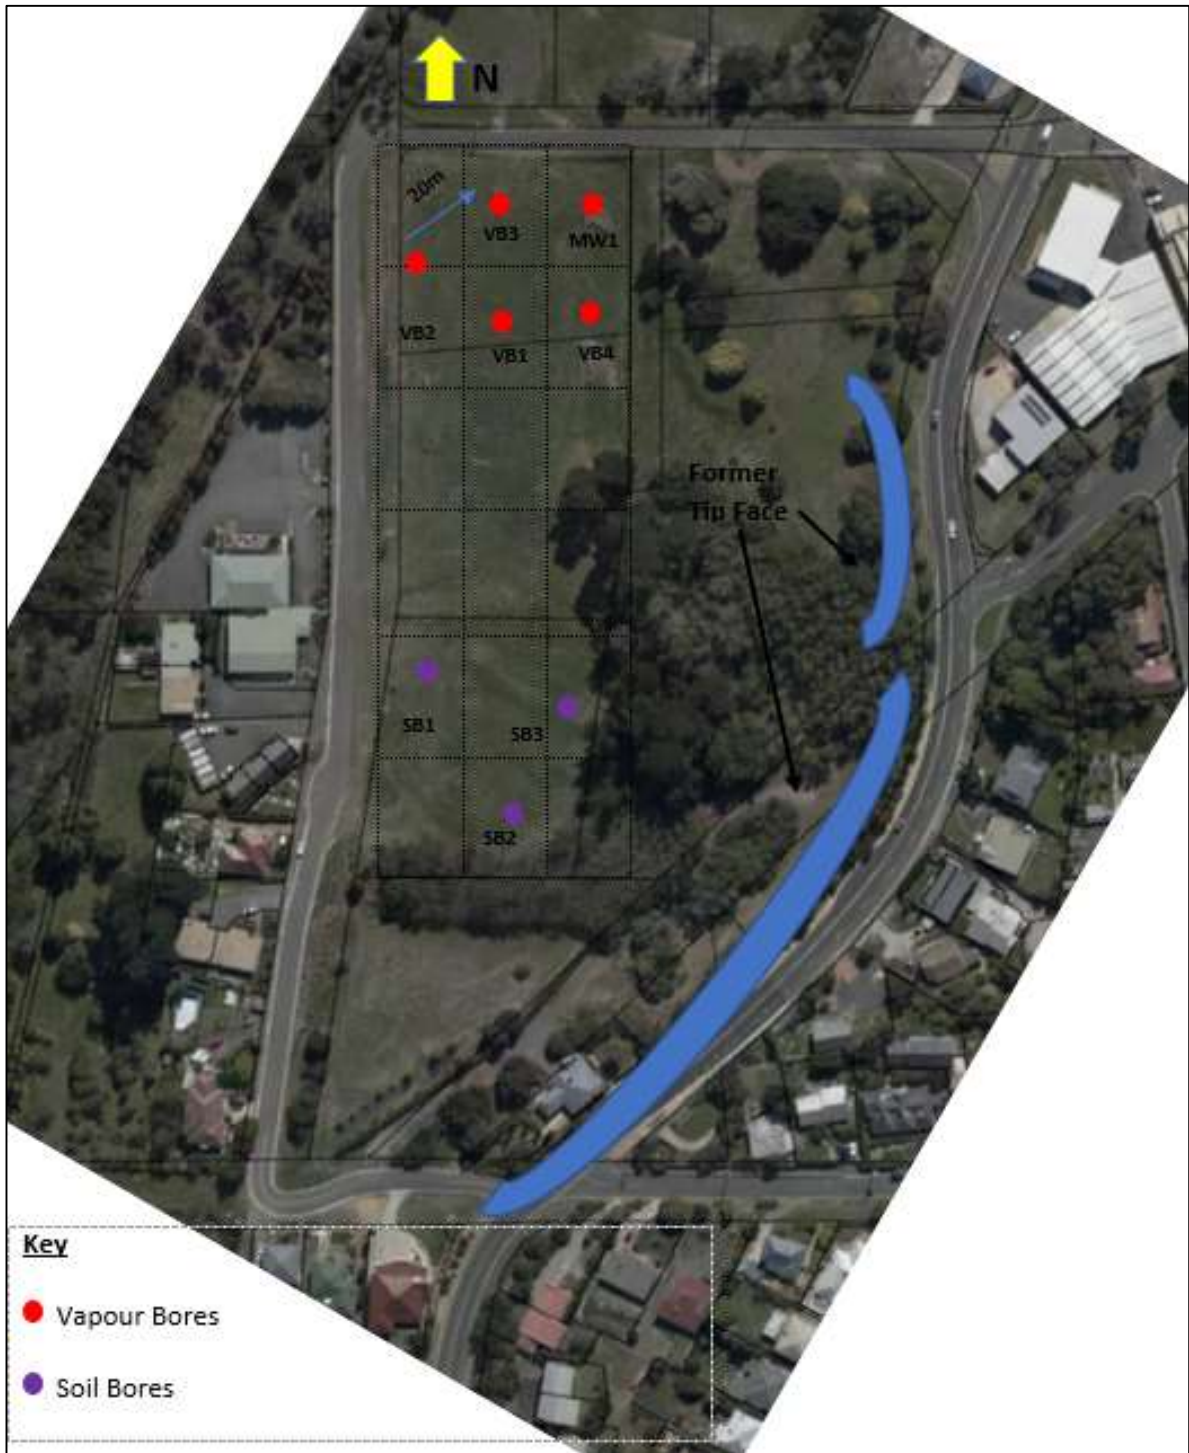 N
20m
VB3
MW1
VB2
VB1
VB4
Former
Tip Face
SB1
SB3
SB2
Key
Vapour Bores
Soil Bores